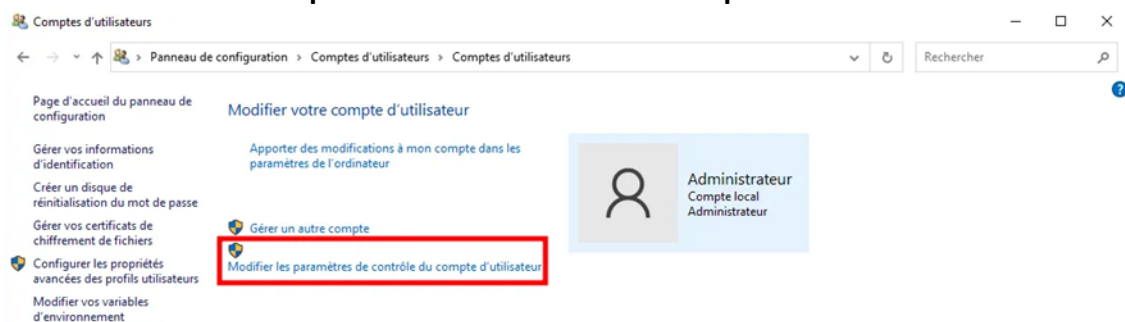 Comptes d'utilisateurs
Panneau de configuration > Comptes d'utilisateurs > Comptes d'utilisateurs
Rechercher
Page d'accueil du panneau de
configuration
Gérer vos informations
d'identification
Créer un disque de
réinitialisation du mot de passe
Gérer vos certificats de
chiffrement de fichiers
Configurer les propriétés
avancées des profils utilisateurs
Modifier vos variables
d'environnement
Modifier votre compte d'utilisateur
Apporter des modifications à mon compte dans les
paramètres de l'ordinateur
Gérer un autre compte
Modifier les paramètres de contrôle du compte d'utilisateur
Administrateur
Compte local
Administrateur